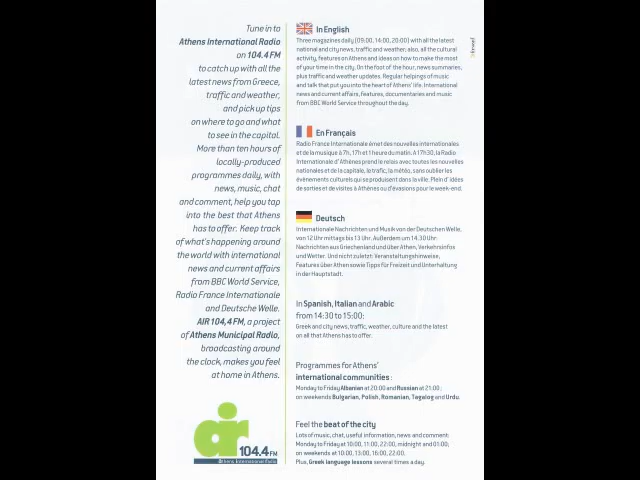 Tune in to
Athens International Radio
on 104.4 FM
to catch up with all the
latest news from Greece,
traffic and weather,
and pick up tips
on where to go and what
to see in the capital.
More than ten hours of
locally-produced
programmes daily, with
news, music, chat
and comment, help you tap
into the best that Athens
has to offer. Keep track
of what's happening around
the world with international
news and current affairs
from BBC World Service,
Radio France Internationale
and Deutsche Welle.
AIR 104,4 FM, a project
of Athens Municipal Radio,
broadcasting around
the clock, makes you feel
at home in Athens.
air
104.4 FM
Athens International Radio
In English
Three magazines daily (09:00, 14:00, 20:00) with all the latest
national and city news, traffic and weather; also, all the cultural
activity, features on Athens and ideas on how to make the most
of your time in the city. On the foot of the hour, news summaries,
plus traffic and weather updates. Regular helpings of music
and talk that put you into the heart of Athens' life. International
news and current affairs, features, documentaries and music
from BBC World Service throughout the day.
En Français
Radio France Internationale émet des nouvelles internationales
et de la musique à 7h, 17h et 1 heure du matin. A 17h30, la Radio
Internationale d'Athènes prend le relais avec toutes les nouvelles
nationales et de la capitale, le trafic, la météo, sans oublier les
événements culturels qui se produisent dans la ville. Plein d' idées
de sorties et de visites à Athènes ou d'évasions pour le week-end.
Deutsch
Internationale Nachrichten und Musik von der Deutschen Welle,
von 12 Uhr mittags bis 13 Uhr. Außerdem um 14.30 Uhr:
Nachrichten aus Griechenland und über Athen, Verkehrsinfos
und Wetter. Und nicht zuletzt: Veranstaltungshinweise,
Features über Athen sowie Tipps für Freizeit und Unterhaltung
in der Hauptstadt.
In Spanish, Italian and Arabic
from 14:30 to 15:00:
Greek and city news, traffic, weather, culture and the latest
on all that Athens has to offer.
Programmes for Athens'
international communities:
Monday to Friday Albanian at 20:00 and Russian at 21:00;
on weekends Bulgarian, Polish, Romanian, Tagalog and Urdu.
Feel the beat of the city
Lots of music, chat, useful information, news and comment:
Monday to Friday at 10:00, 11:00, 22:00, midnight and 01:00;
on weekends at 10:00, 13:00, 16:00, 22:00.
Plus, Greek language lessons several times a day.